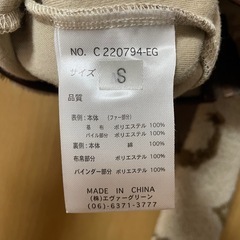 NO. C 220794-EG
サイズ S
品質
表側:本体 (ファー部分)
基布 ポリエステル 100%
パイル部分 ポリエステル 100%
裏側:本体 綿 100%
布帛部分 ポリエステル 100%
バインダー部分 ポリエステル 100%
MADE IN CHINA
(株)エヴァーグリーン
(06)-6371-3777